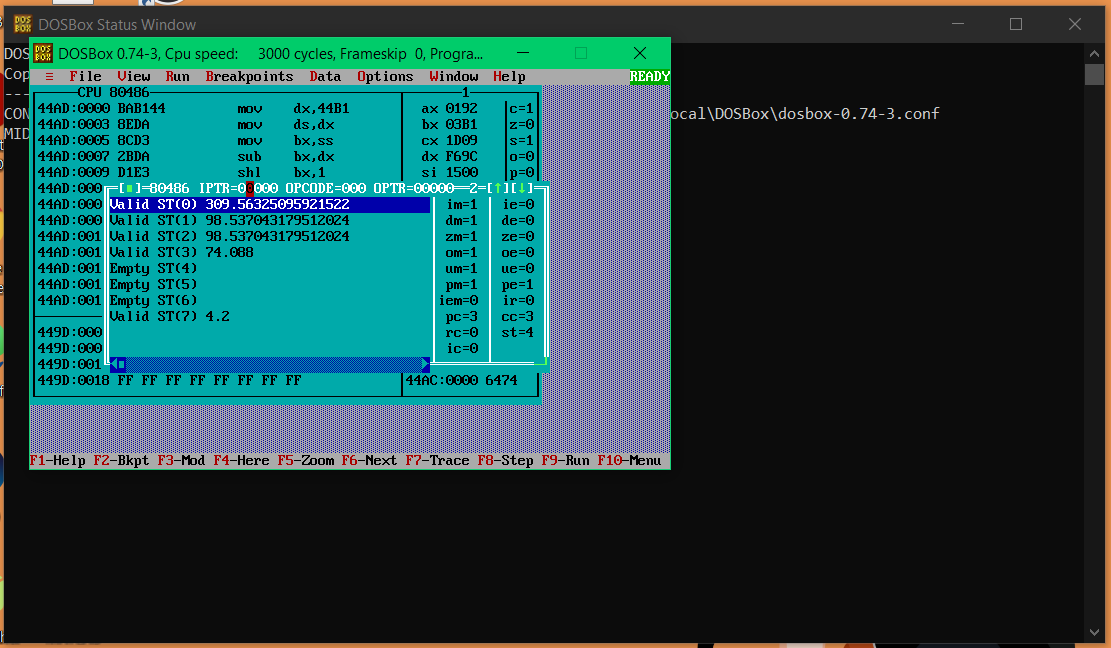 DOSBox Status Window
DOS
DOSBox 0.74-3, Cpu speed:    3000 cycles, Frameskip  0, Progra...
Cop
≡ File View Run Breakpoints Data Options Window Help READY
CPU 80486 1
44AD:0000 BAB144 mov dx,44B1 ax 0192 c=1
CON ocal\DOSBox\dosbox-0.74-3.conf
44AD:0003 8EDA mov ds,dx bx 03B1 z=0
MID
44AD:0005 8CD3 mov bx,ss cx 1D09 s=1
44AD:0007 2BDA sub bx,dx dx F69C o=0
44AD:0009 D1E3 shl bx,1 si 1500 p=0
44AD:000 [■]=80486 IPTR=00000 OPCODE=000 OPTR=00000 2=[↑][↓]
44AD:000 Valid ST(0) 309.56325095921522 im=1 ie=0
44AD:000 Valid ST(1) 98.537043179512024 dm=1 de=0
44AD:001 Valid ST(2) 98.537043179512024 zm=1 ze=0
44AD:001 Valid ST(3) 74.088 om=1 oe=0
44AD:001 Empty ST(4) um=1 ue=0
44AD:001 Empty ST(5) pm=1 pe=1
44AD:001 Empty ST(6) iem=0 ir=0
Valid ST(7) 4.2 pc=3 cc=3
449D:000 rc=0 st=4
449D:000 ic=0
449D:001
449D:0018 FF FF FF FF FF FF FF FF 44AC:0000 6474
F1-Help F2-Bkpt F3-Mod F4-Here F5-Zoom F6-Next F7-Trace F8-Step F9-Run F10-Menu